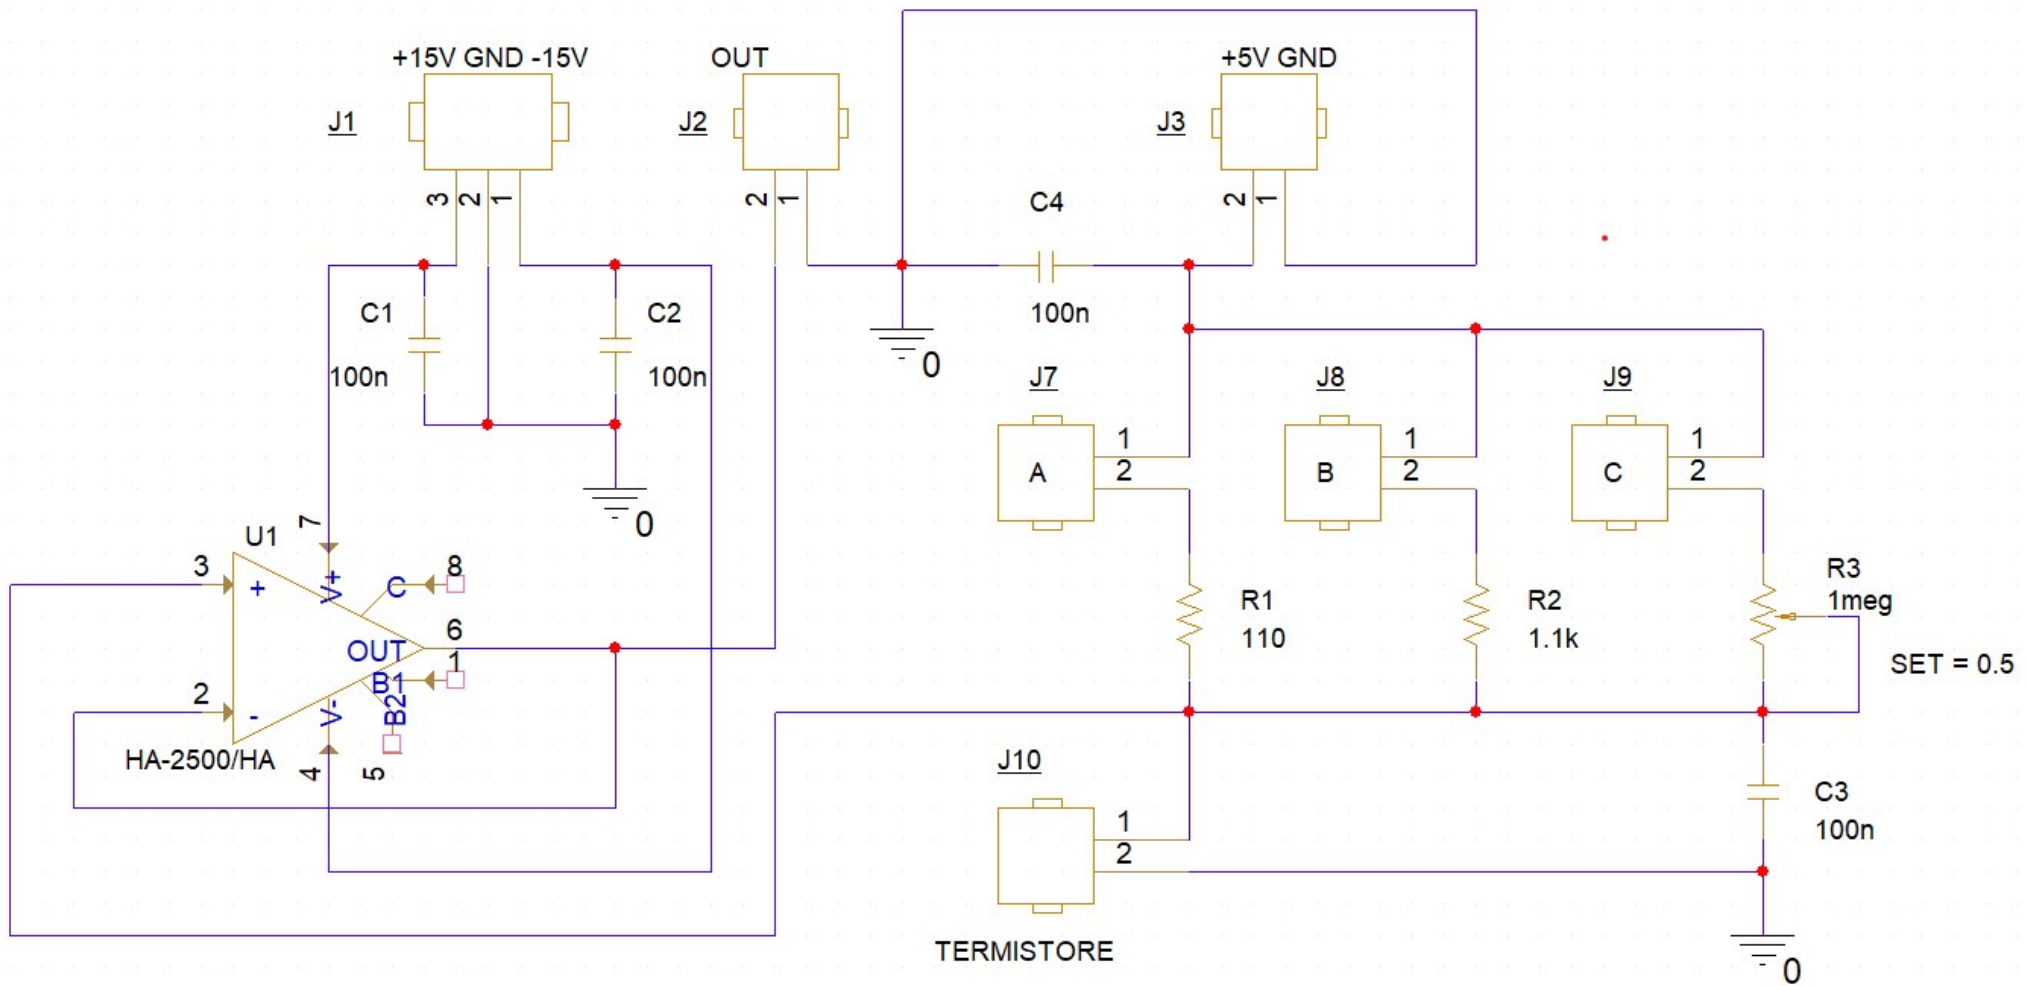 +15V GND -15V
OUT
+5V GND
J1
J2
J3
3
2
1
2
1
C4
2
1
C1
C2
100n
0
100n
100n
J7
J8
J9
1
1
1
A
2
B
2
C
2
0
7
U1
3
+
V+
C
8
R3
R1
R2
1meg
110
1.1k
6
OUT
1
SET = 0.5
B1
2
-
V-
B2
HA-2500/HA
4
5
J10
C3
1
100n
2
TERMISTORE
0